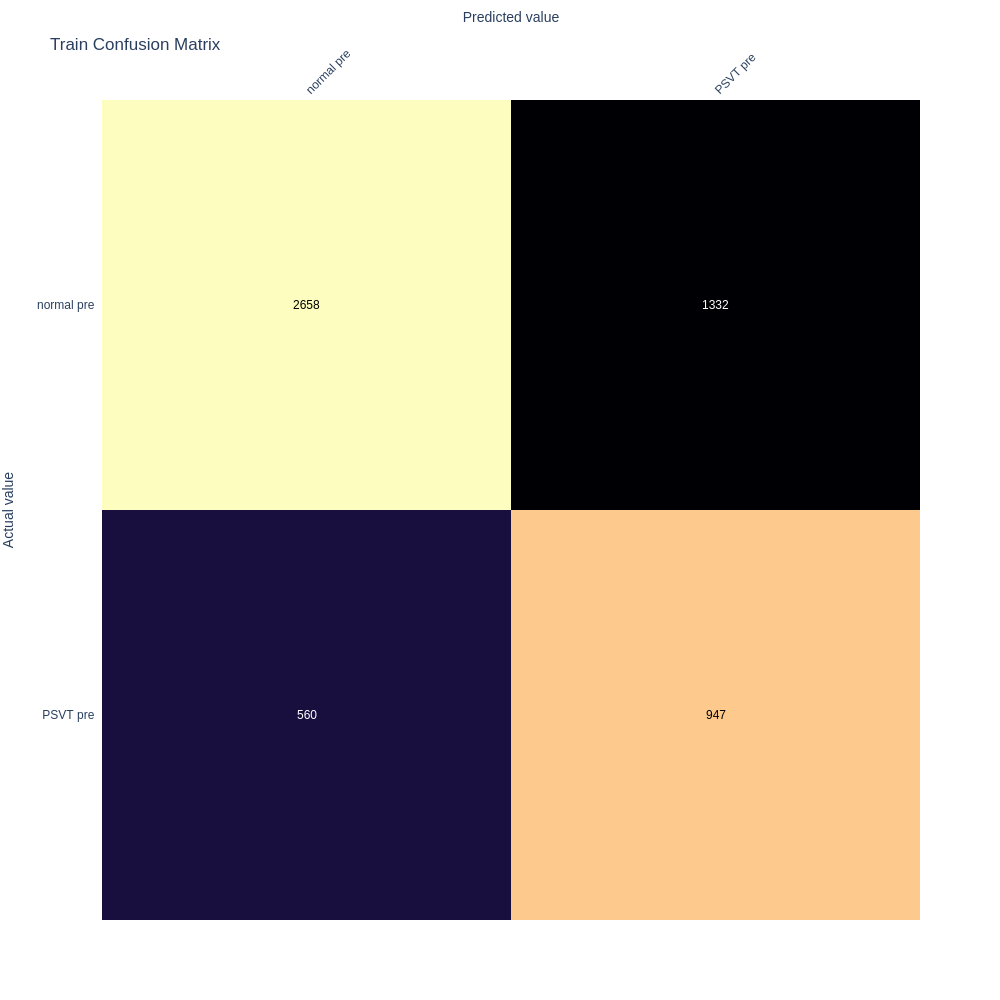 Predicted value
Train Confusion Matrix
normal pre
PSVT pre
normal pre
2658
1332
Actual value
PSVT pre
560
947